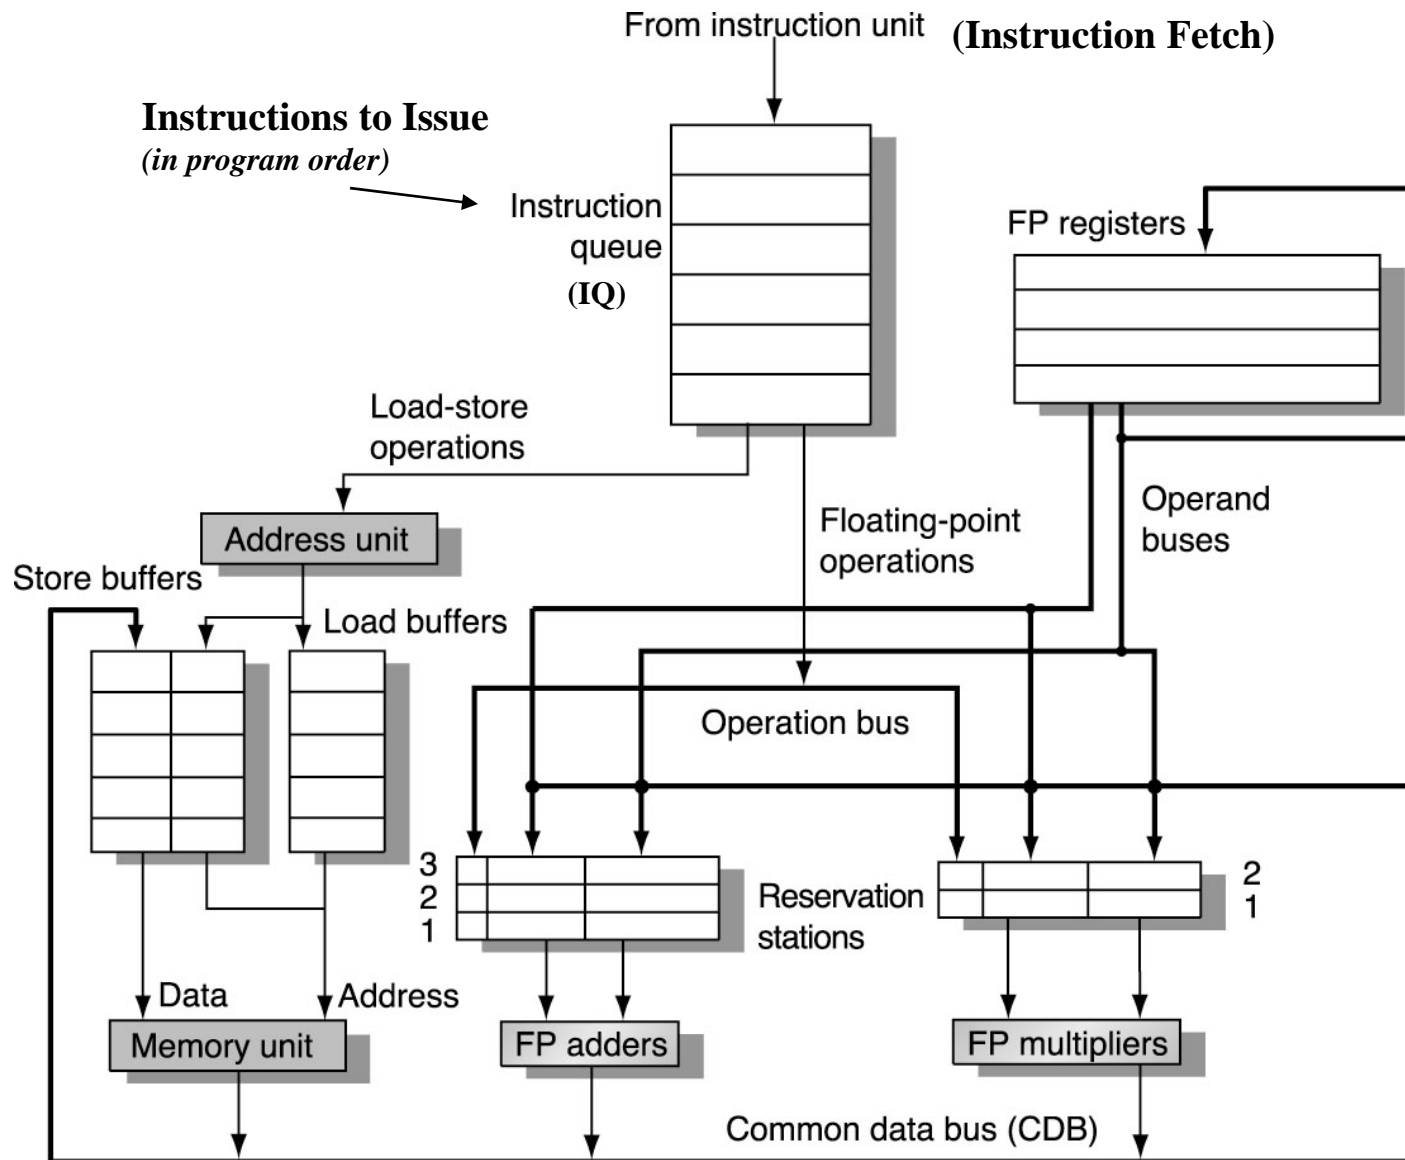 From instruction unit (Instruction Fetch)
Instructions to Issue
(in program order)
Instruction
queue
(IQ)
FP registers
Load-store
operations
Address unit
Floating-point
operations
Operand
buses
Store buffers
Load buffers
Operation bus
3
2
1
Reservation
stations
2
1
Data
Address
Memory unit
FP adders
FP multipliers
Common data bus (CDB)